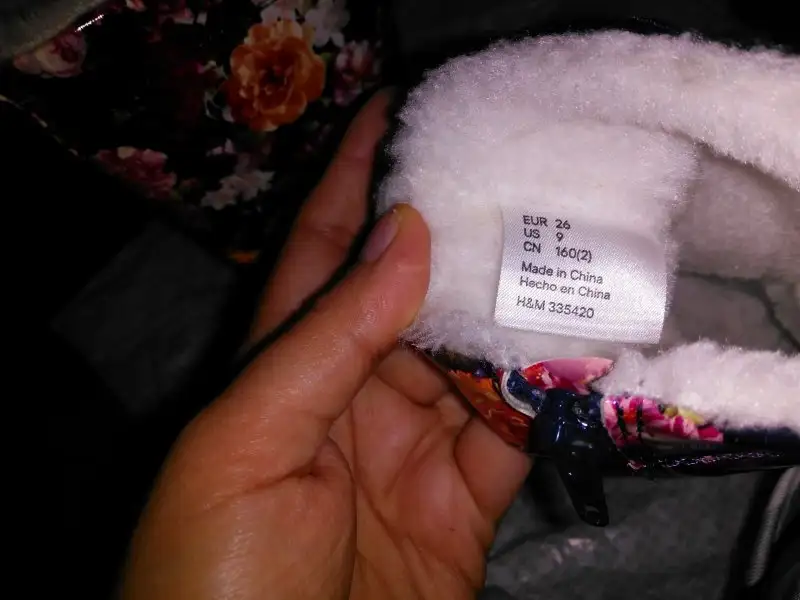 EUR 26
US 9
CN 160(2)
Made in China
Hecho en China
H&M 335420